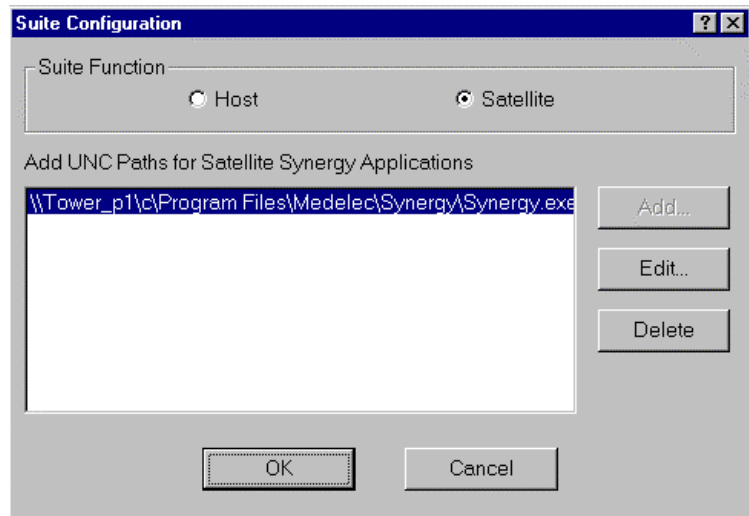 Suite Configuration
Suite Function
Host
Satellite
Add UNC Paths for Satellite Synergy Applications
\\Tower_p1\c\Program Files\Medelec\Synergy\Synergy.exe
Add...
Edit...
Delete
OK
Cancel